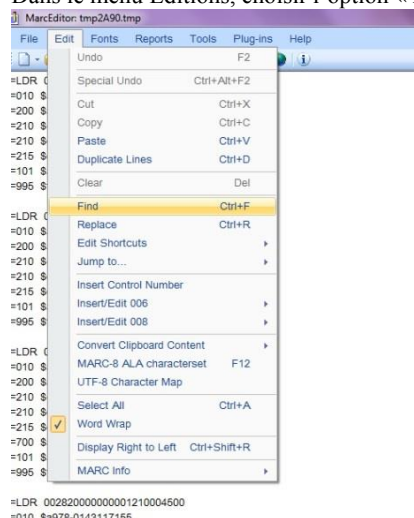 Dans le menu Editions, choisir l'option «
MarcEditor: tmp2A90.tmp
File Edit Fonts Reports Tools Plug-ins Help
Undo F2
=LDR
Special Undo Ctrl+Alt+F2
=010 $
=200 $
Cut Ctrl+X
=210 $
Copy Ctrl+C
=210 $
Paste Ctrl+V
=215 $
Duplicate Lines Ctrl+D
=101 $
=995 $
Clear Del
Find Ctrl+F
=LDR
Replace Ctrl+R
=010 $
Edit Shortcuts
=200 $
Jump to...
=210 $
=210 $
Insert Control Number
=215 $
Insert/Edit 006
=101 $
Insert/Edit 008
=995 $
Convert Clipboard Content
=LDR
MARC-8 ALA characterset F12
=010 $
UTF-8 Character Map
=200 $
=210 $
Select All Ctrl+A
=210 $
Word Wrap
=215 $
=700 $
Display Right to Left Ctrl+Shift+R
=101 $
MARC Info
=995 $
=LDR 00282000000001210004500
=010 $a978-0143117155